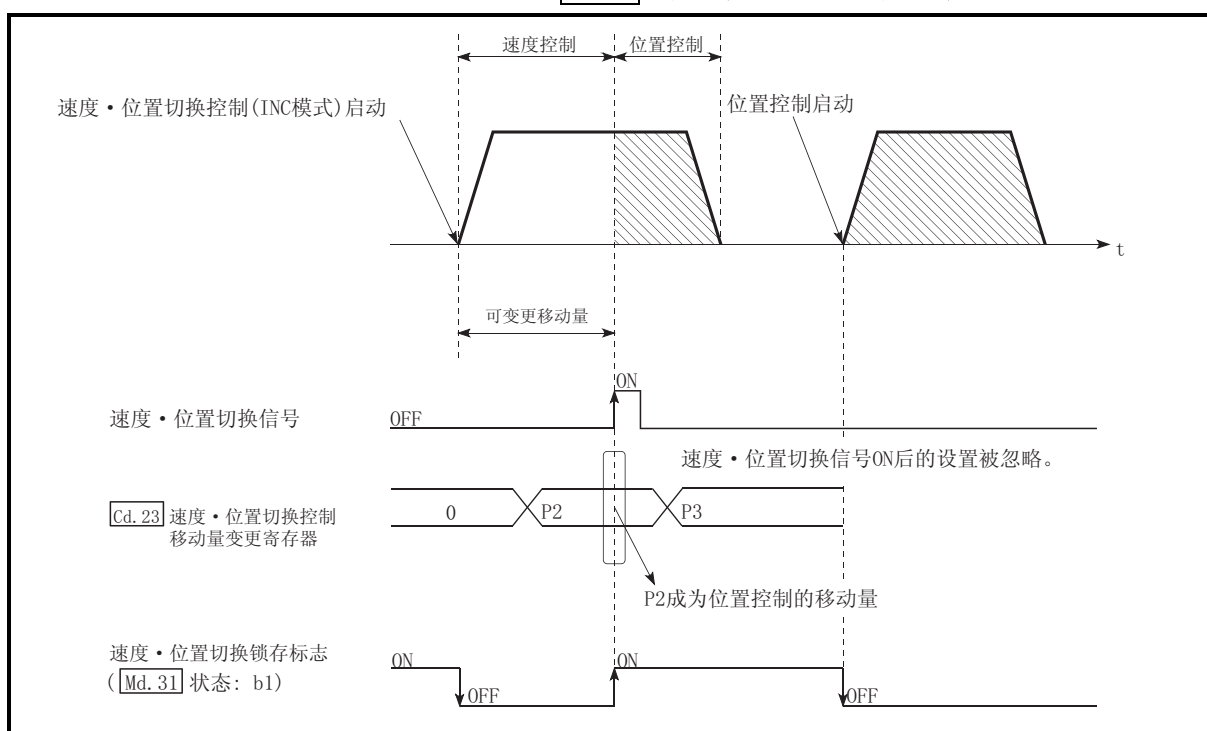 速度控制
位置控制
速度・位置切换控制(INC模式)启动
位置控制启动
t
可变更移动量
ON
速度・位置切换信号
OFF
速度・位置切换信号ON后的设置被忽略。
Cd.23 速度・位置切换控制
移动量变更寄存器
0
P2
P3
P2成为位置控制的移动量
速度・位置切换锁存标志
(Md.31 状态: b1)
ON
OFF
ON
OFF